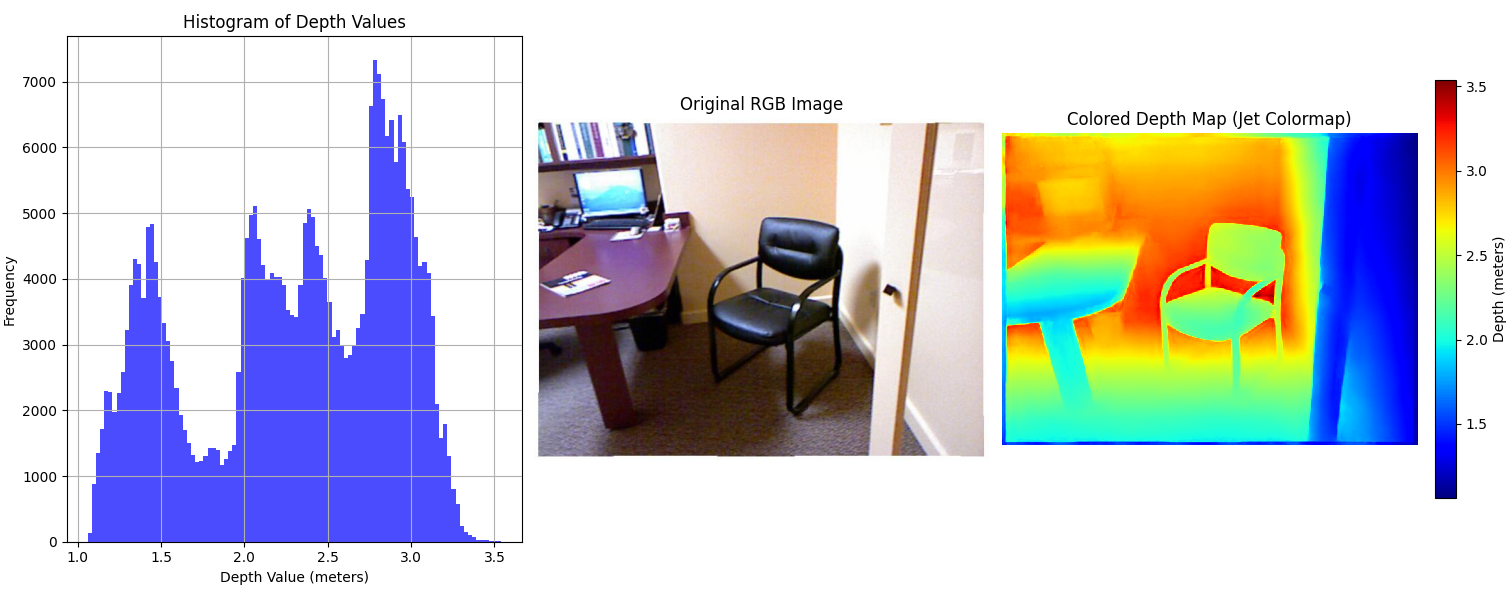 Histogram of Depth Values
7000
6000
5000
4000
3000
2000
1000
0
Frequency
1.0 1.5 2.0 2.5 3.0 3.5
Depth Value (meters)
Original RGB Image
Colored Depth Map (Jet Colormap)
3.5
3.0
2.5
2.0
1.5
Depth (meters)